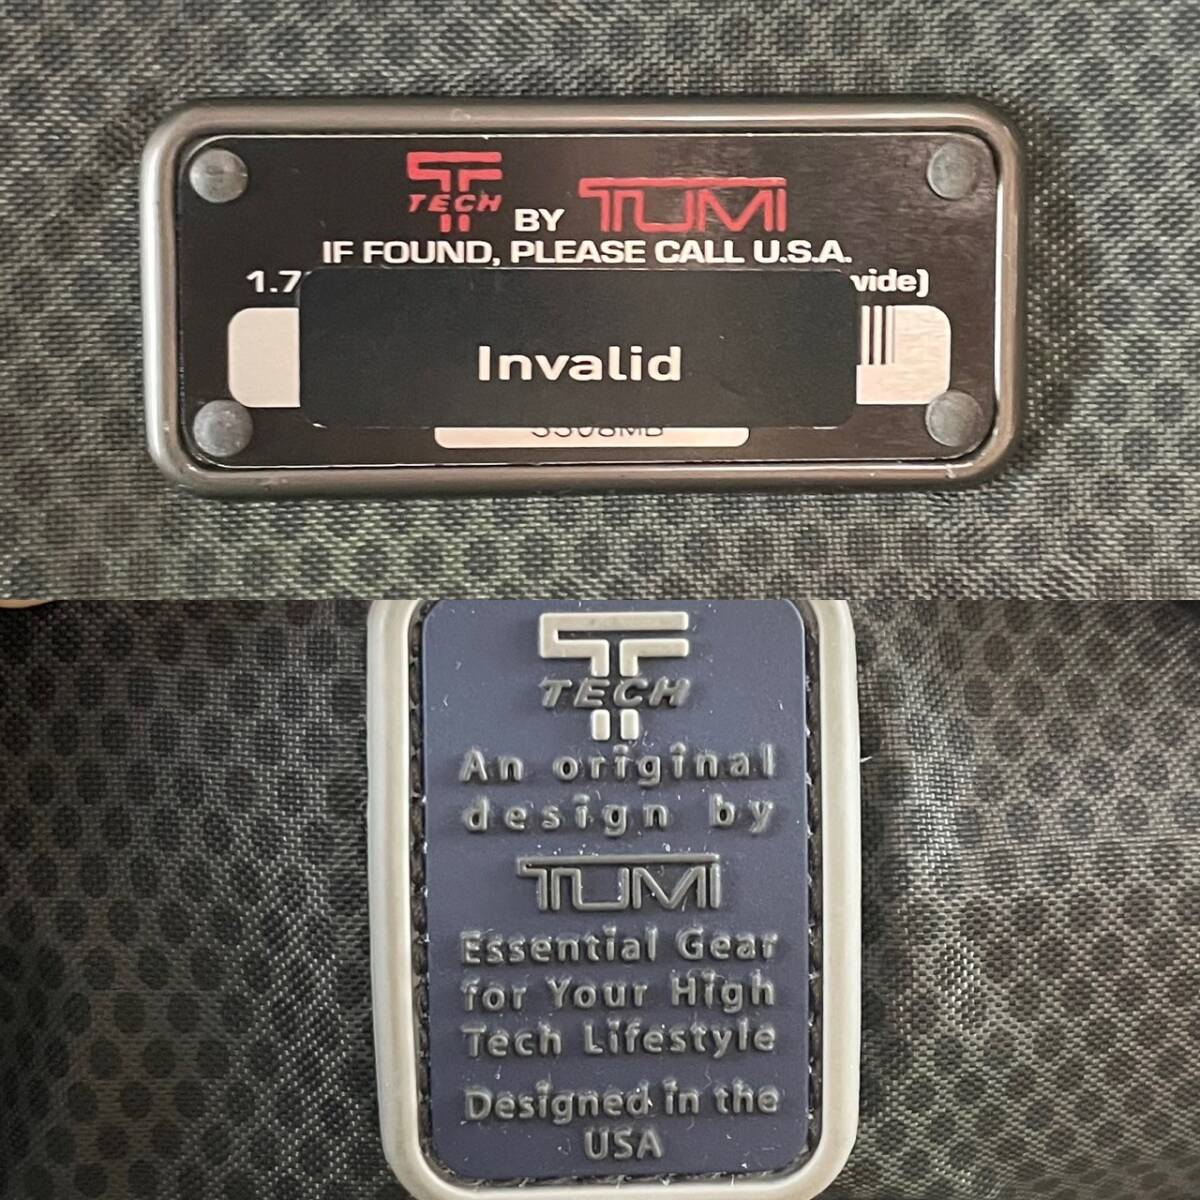 TECH BY TUMI
IF FOUND, PLEASE CALL U.S.A.
1.7 wide)
Invalid
TECH
An original
design by
TUMI
Essential Gear
for Your High
Tech Lifestyle
Designed in the
USA